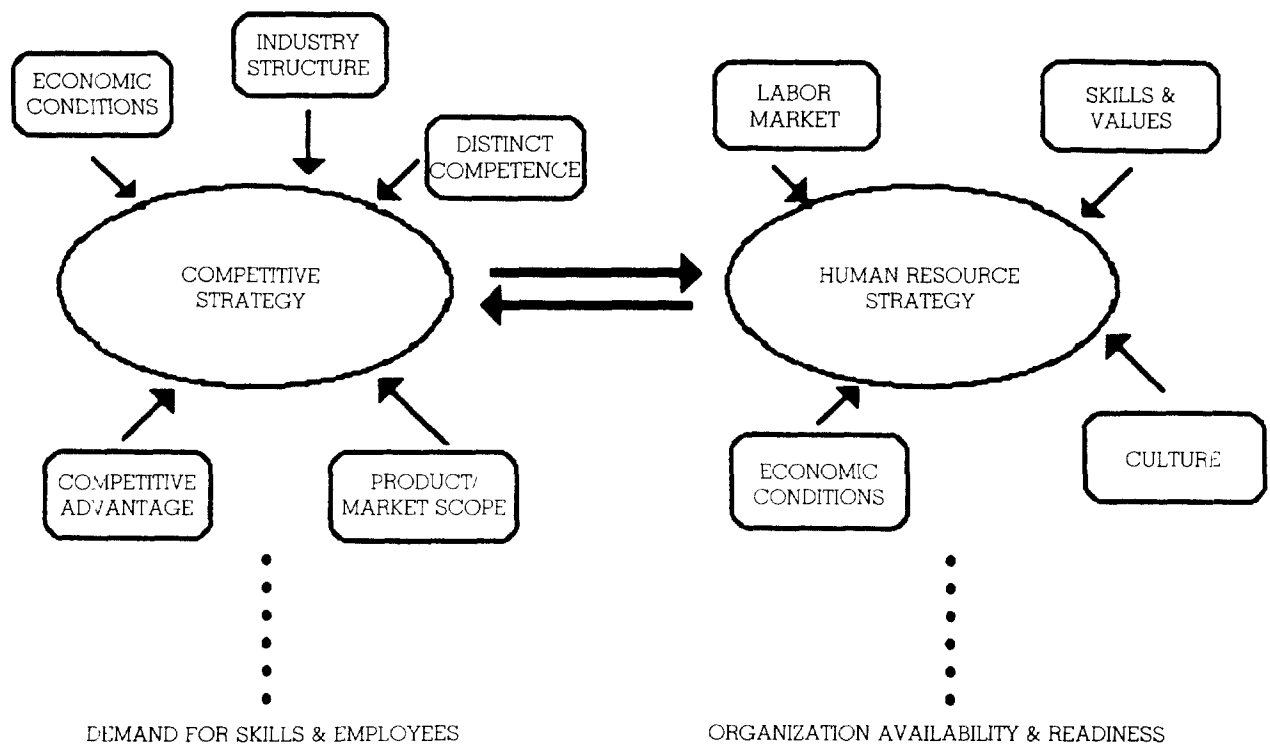 INDUSTRY
STRUCTURE
ECONOMIC
CONDITIONS
DISTINCT
COMPETENCE
LABOR
MARKET
SKILLS &
VALUES
COMPETITIVE
STRATEGY
HUMAN RESOURCE
STRATEGY
COMPETITIVE
ADVANTAGE
PRODUCT/
MARKET SCOPE
ECONOMIC
CONDITIONS
CULTURE
DEMAND FOR SKILLS & EMPLOYEES
ORGANIZATION AVAILABILITY & READINESS